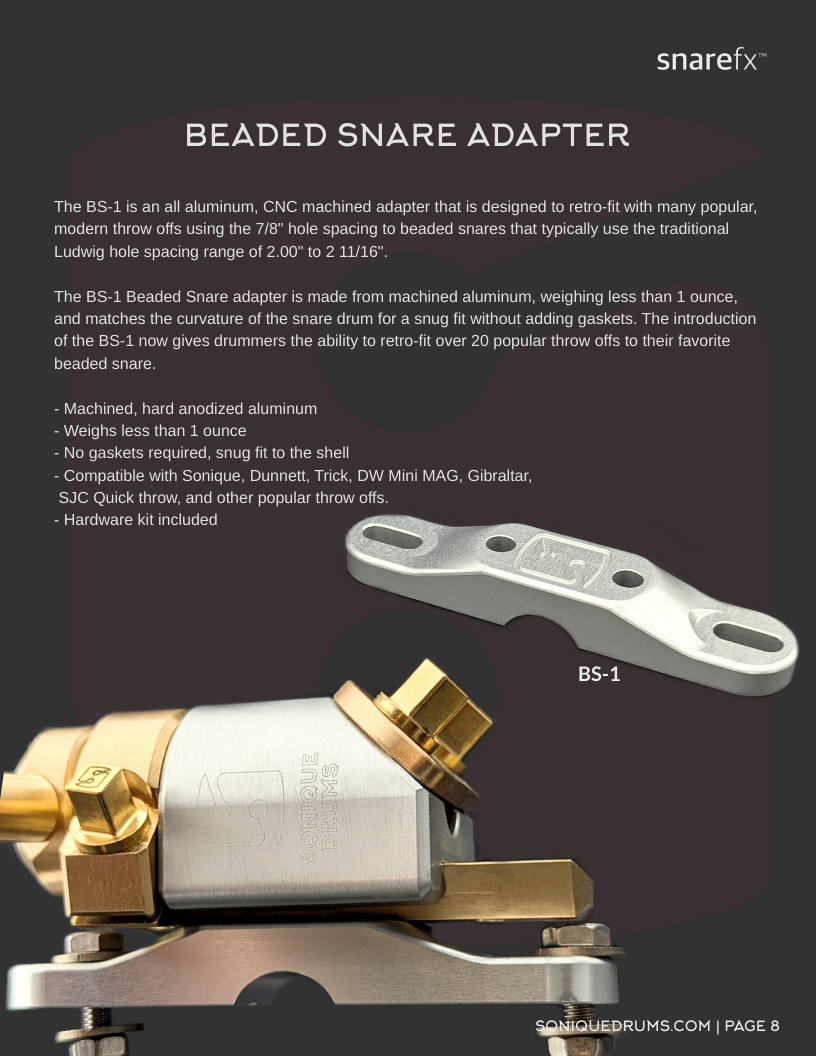 snarefx™
BEADED SNARE ADAPTER
The BS-1 is an all aluminum, CNC machined adapter that is designed to retro-fit with many popular,
modern throw offs using the 7/8" hole spacing to beaded snares that typically use the traditional
Ludwig hole spacing range of 2.00" to 2 11/16".
The BS-1 Beaded Snare adapter is made from machined aluminum, weighing less than 1 ounce,
and matches the curvature of the snare drum for a snug fit without adding gaskets. The introduction
of the BS-1 now gives drummers the ability to retro-fit over 20 popular throw offs to their favorite
beaded snare.
- Machined, hard anodized aluminum
- Weighs less than 1 ounce
- No gaskets required, snug fit to the shell
- Compatible with Sonique, Dunnett, Trick, DW Mini MAG, Gibraltar,
SJC Quick throw, and other popular throw offs.
- Hardware kit included
BS-1
SONIQUE
DRUMS
SONIQUEDRUMS.COM | PAGE 8